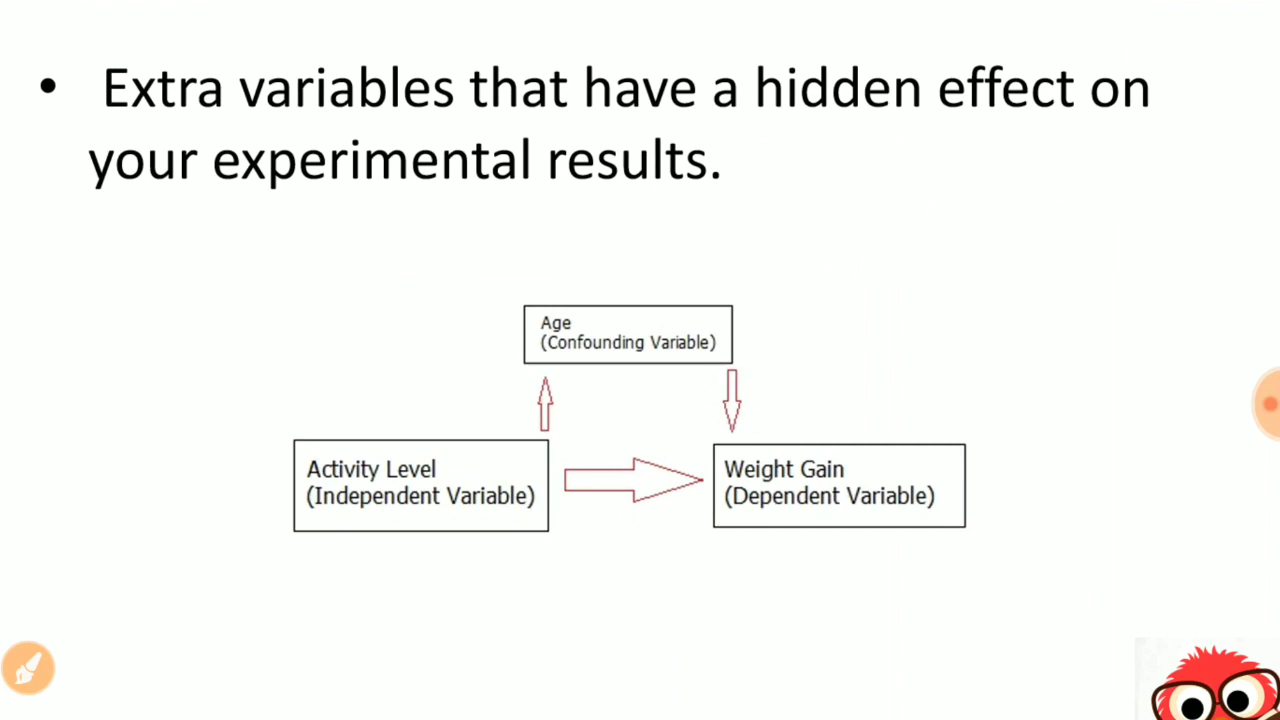 • Extra variables that have a hidden effect on
your experimental results.
Age
(Confounding Variable)
Activity Level
(Independent Variable)
Weight Gain
(Dependent Variable)